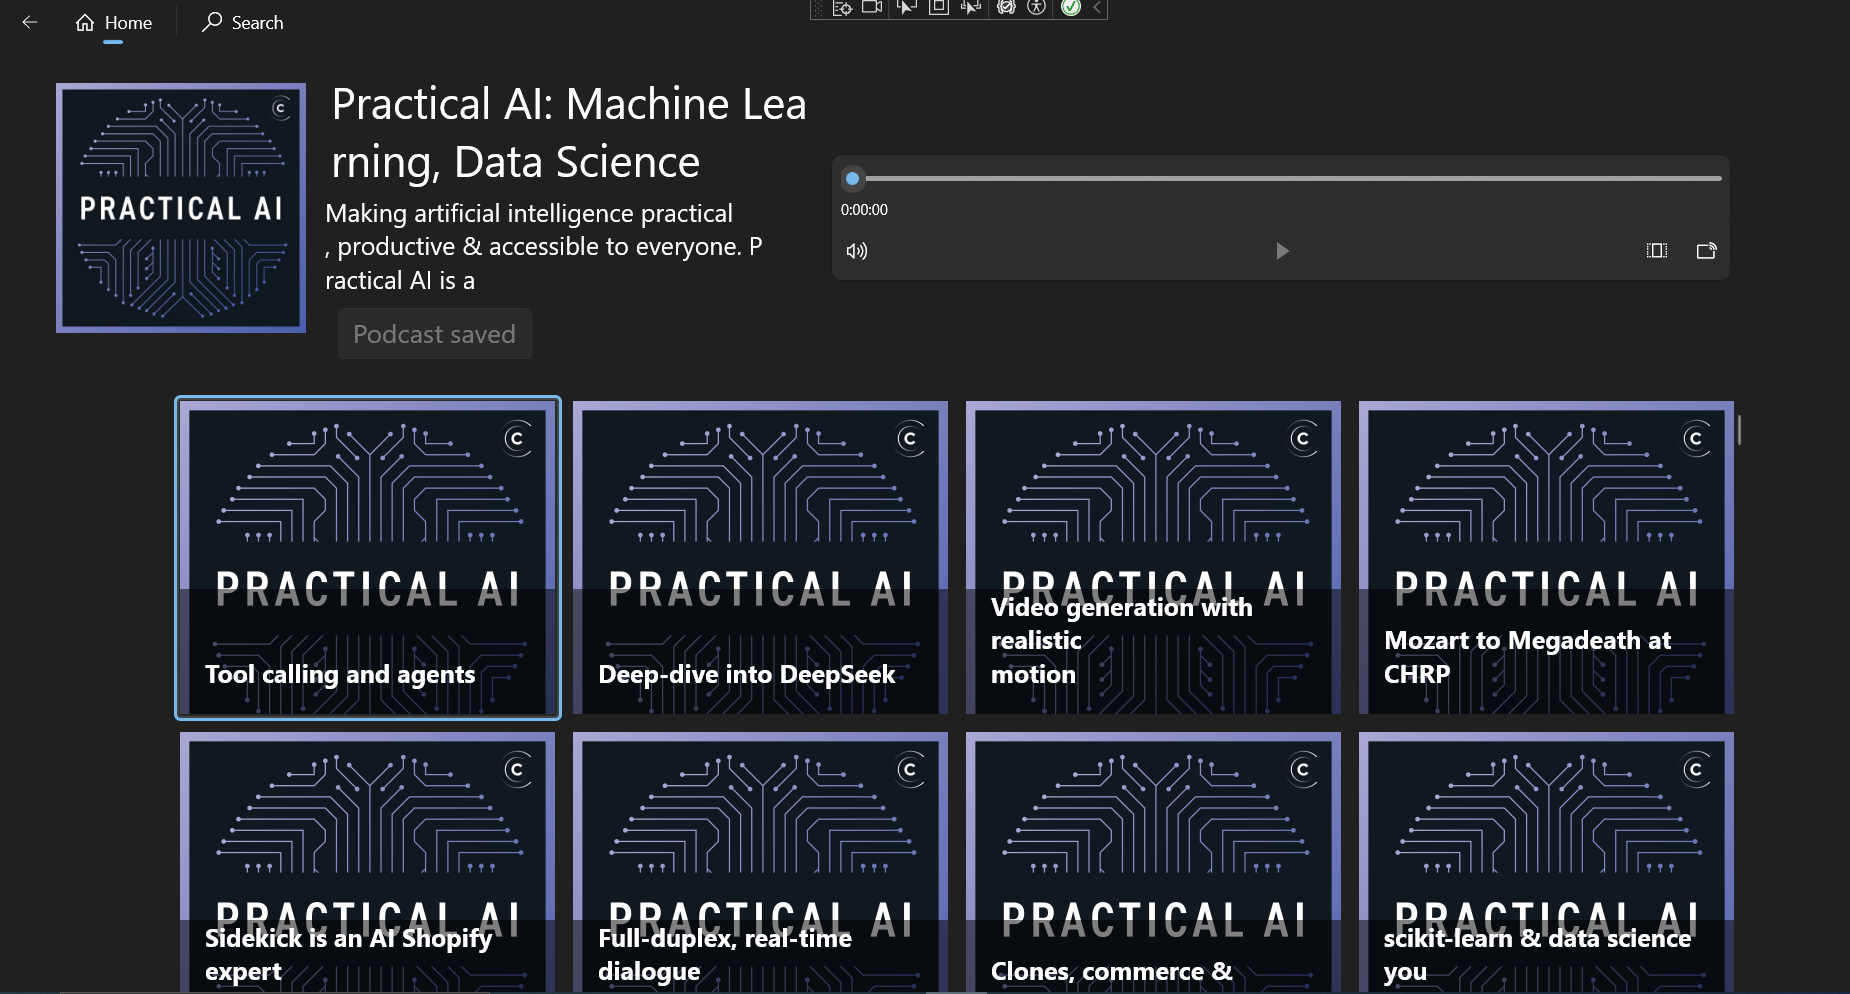 Home
Search
PRACTICAL AI
Practical AI: Machine Lea
rning, Data Science
Making artificial intelligence practical
, productive & accessible to everyone. P
ractical AI is a
Podcast saved
0:00:00
C
C
PRACTICAL AI
Tool calling and agents
C
PRACTICAL AI
Deep-dive into DeepSeek
C
PRACTICAL AI
Video generation with
realistic
motion
C
PRACTICAL AI
Mozart to Megadeath at
CHRP
C
PRACTICAL AI
Sidekick is an AI Shopify
expert
C
PRACTICAL AI
Full-duplex, real-time
dialogue
C
PRACTICAL AI
Clones, commerce &
C
PRACTICAL AI
scikit-learn & data science
you